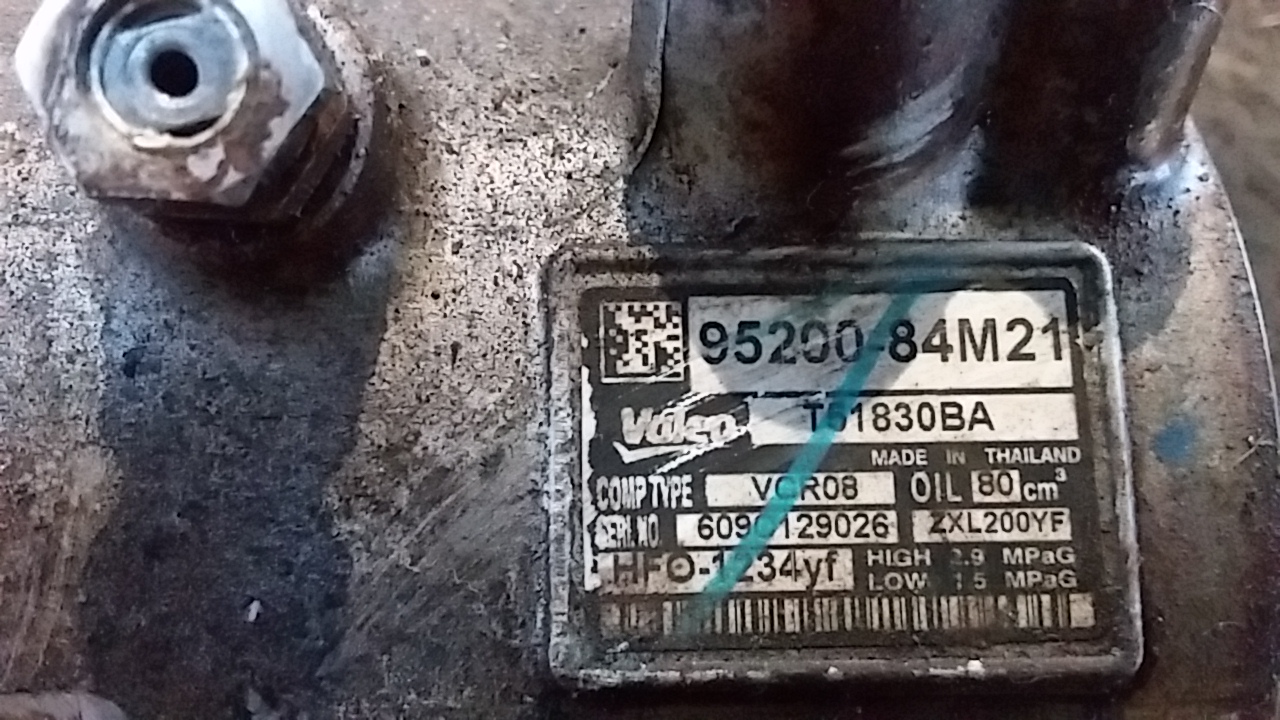 95200-84M21
Valeo T51830BA
MADE IN THAILAND
COMP TYPE VCR08 OIL 80 cm³
SERI.NO. 6090129026 ZXL200YF
HFO-1234yf HIGH 2.9 MPaG
LOW 1.5 MPaG